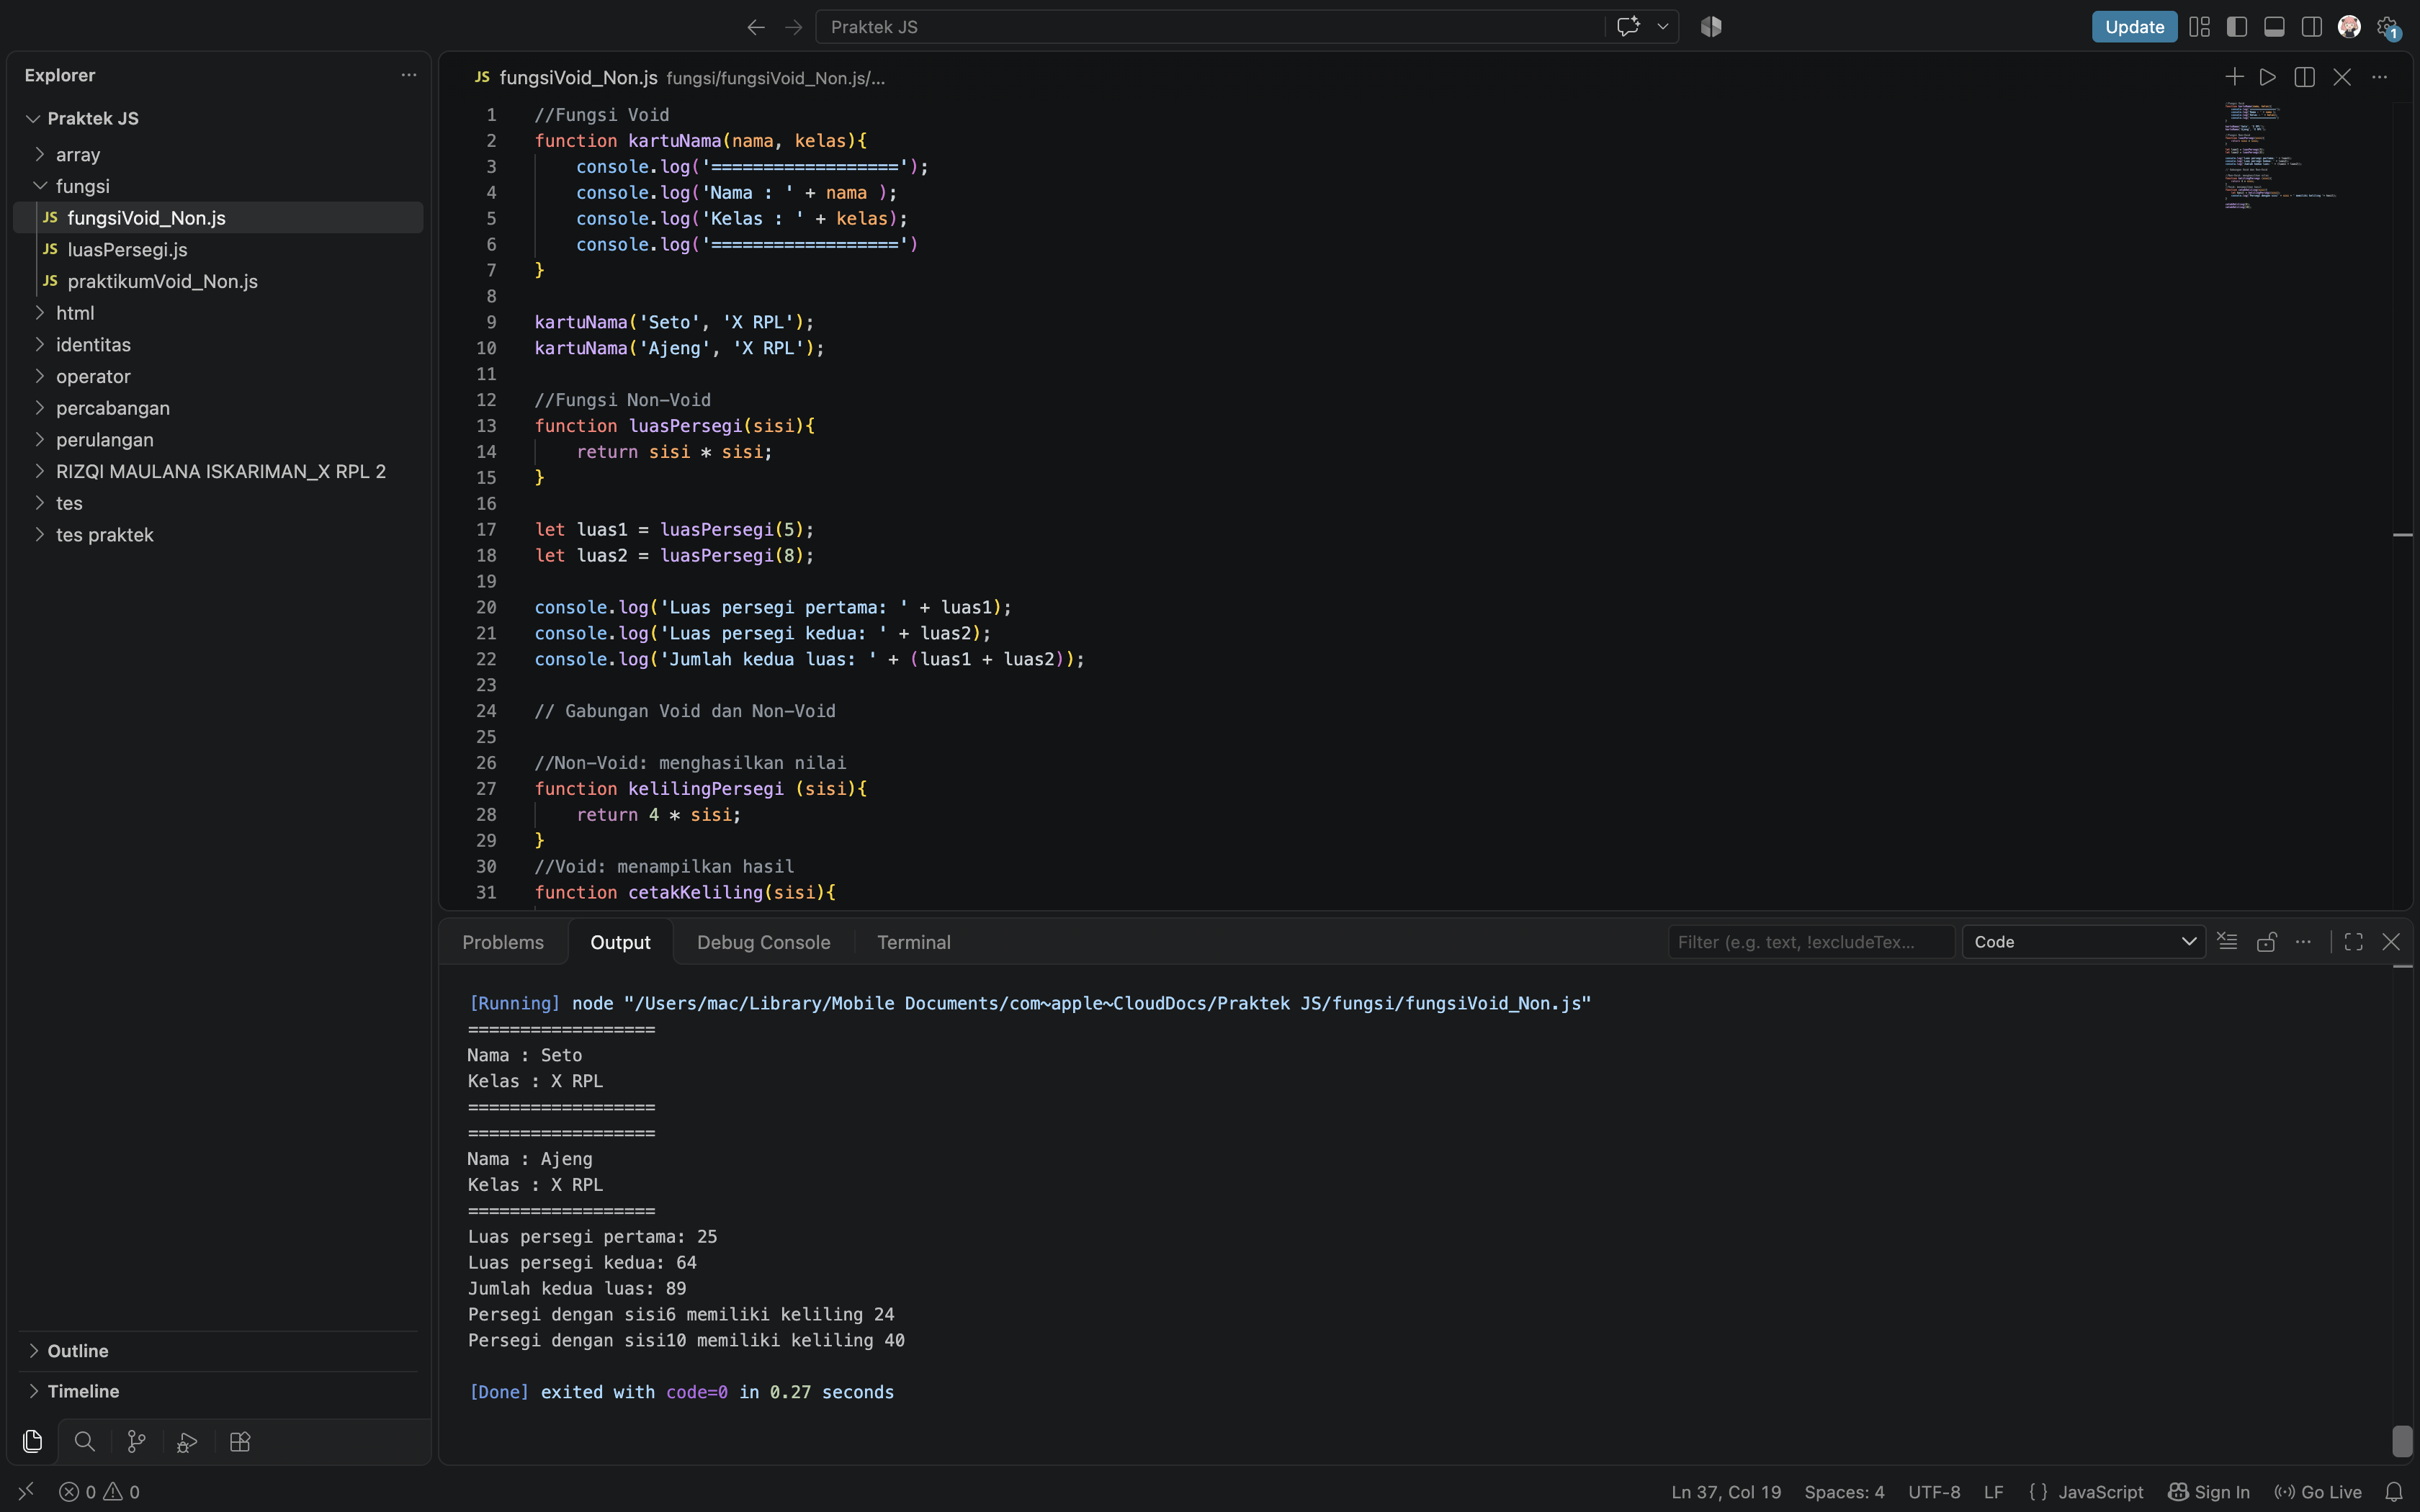 Praktek JS
Update
1
Explorer
Praktek JS
array
fungsi
JS fungsiVoid_Non.js
JS luasPersegi.js
JS praktikumVoid_Non.js
html
identitas
operator
percabangan
perulangan
RIZQI MAULANA ISKARIMAN_X RPL 2
tes
tes praktek
Outline
Timeline
JS fungsiVoid_Non.js fungsi/fungsiVoid_Non.js/...
1 //Fungsi Void
2 function kartuNama(nama, kelas){
3 console.log('==================');
4 console.log('Nama : ' + nama );
5 console.log('Kelas : ' + kelas);
6 console.log('==================')
7 }
8
9 kartuNama('Seto', 'X RPL');
10 kartuNama('Ajeng', 'X RPL');
11
12 //Fungsi Non-Void
13 function luasPersegi(sisi){
14 return sisi * sisi;
15 }
16
17 let luas1 = luasPersegi(5);
18 let luas2 = luasPersegi(8);
19
20 console.log('Luas persegi pertama: ' + luas1);
21 console.log('Luas persegi kedua: ' + luas2);
22 console.log('Jumlah kedua luas: ' + (luas1 + luas2));
23
24 // Gabungan Void dan Non-Void
25
26 //Non-Void: menghasilkan nilai
27 function kelilingPersegi (sisi){
28 return 4 * sisi;
29 }
30 //Void: menampilkan hasil
31 function cetakKeliling(sisi){
Problems Output Debug Console Terminal
Filter (e.g. text, !excludeTex...
Code
[Running] node "/Users/mac/Library/Mobile Documents/com~apple~CloudDocs/Praktek JS/fungsi/fungsiVoid_Non.js"
==================
Nama : Seto
Kelas : X RPL
==================
==================
Nama : Ajeng
Kelas : X RPL
==================
Luas persegi pertama: 25
Luas persegi kedua: 64
Jumlah kedua luas: 89
Persegi dengan sisi6 memiliki keliling 24
Persegi dengan sisi10 memiliki keliling 40
[Done] exited with code=0 in 0.27 seconds
0 0
Ln 37, Col 19 Spaces: 4 UTF-8 LF { } JavaScript Sign In Go Live